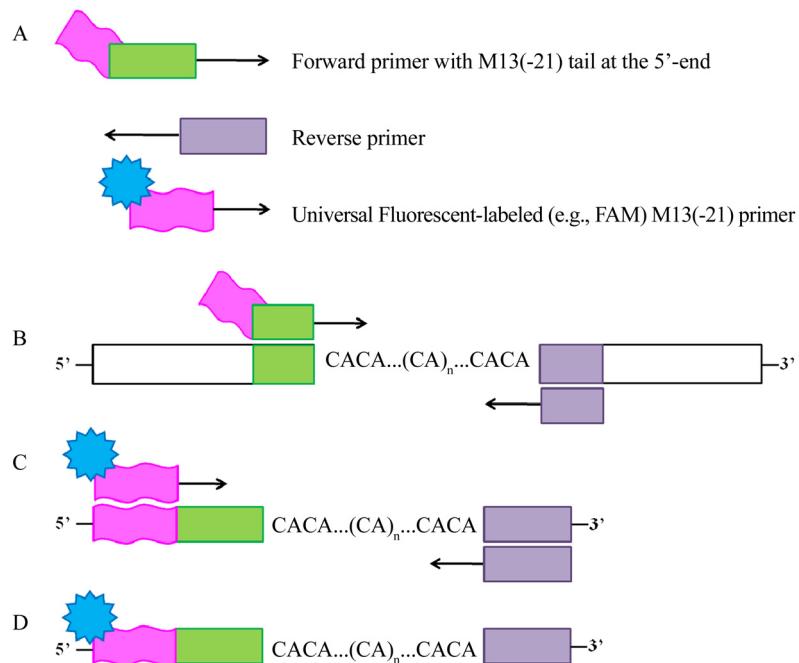 A
Forward primer with M13(-21) tail at the 5’-end
Reverse primer
Universal Fluorescent-labeled (e.g., FAM) M13(-21) primer
B
5’ CACA...(CA)n...CACA 3’
C
5’ CACA...(CA)n...CACA 3’
D
5’ CACA...(CA)n...CACA 3’